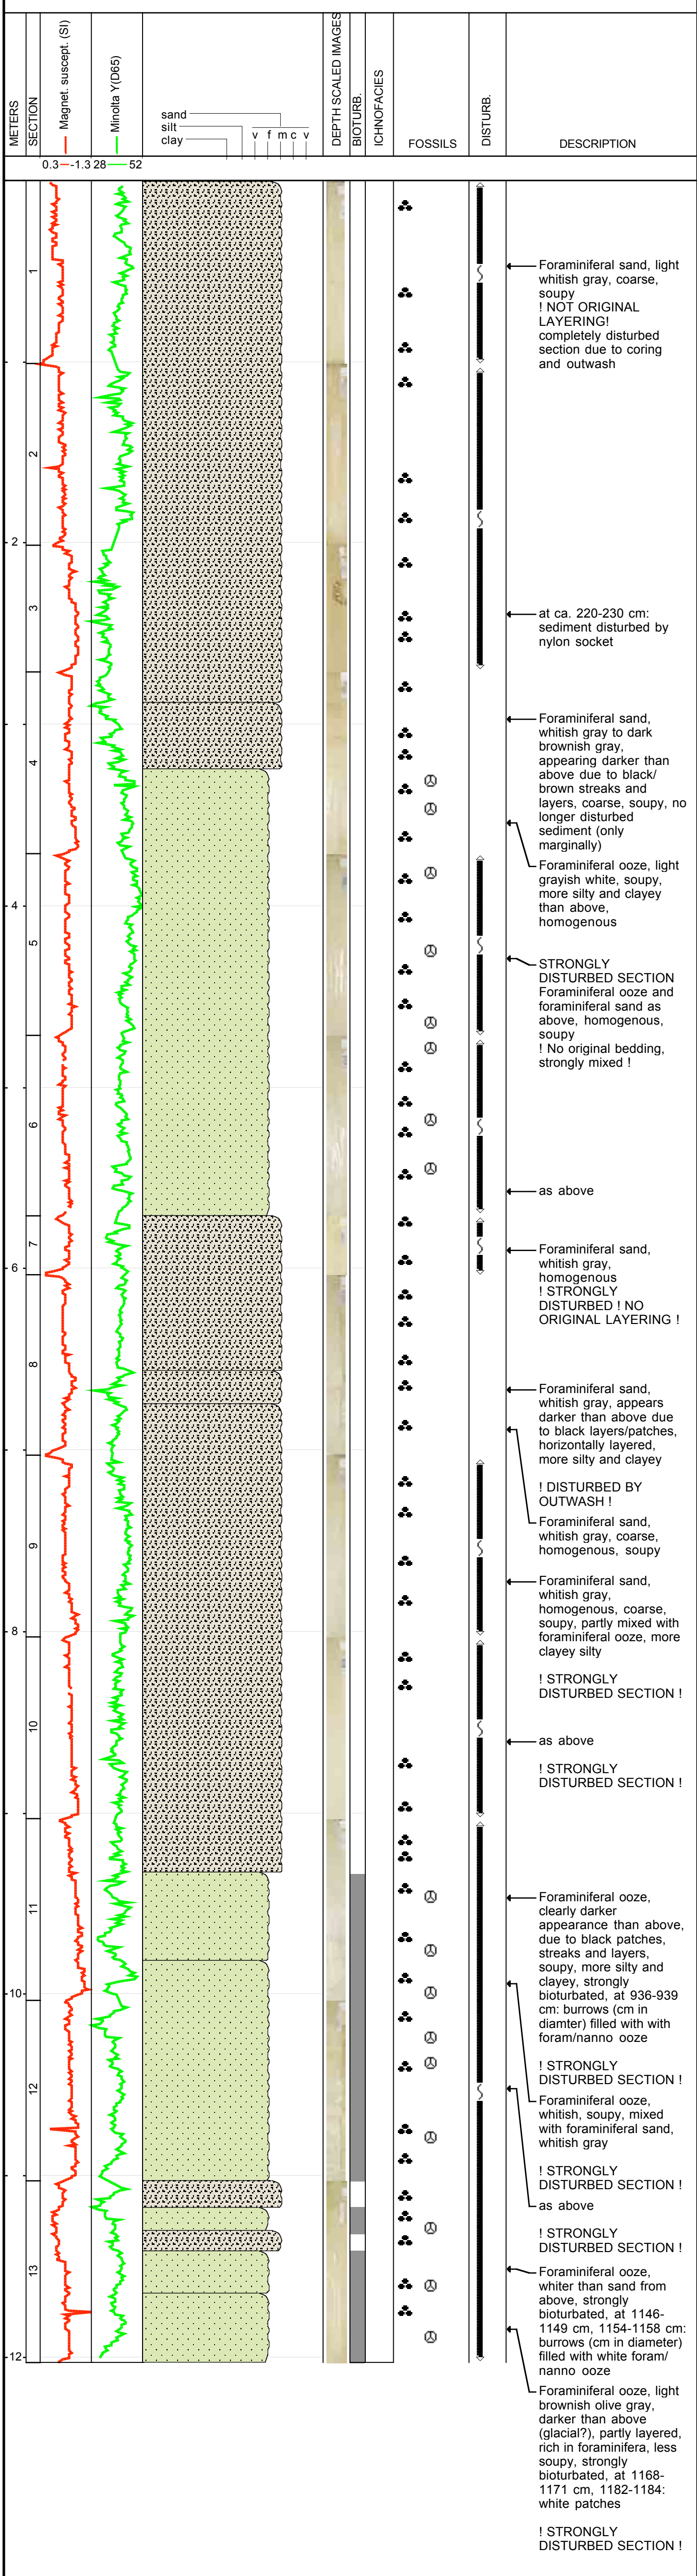 METERS
SECTION
Magnet. suscept. (SI)
Minolta Y(D65)
sand
silt
clay
v f m c v
DEPTH SCALED IMAGES
BIOTURB.
ICHNOFACIES
FOSSILS
DISTURB.
DESCRIPTION
0.3 -1.3 28 52
1
2
2
3
4
4
5
6
7
6
8
9
8
10
11
10
12
13
12
Foraminiferal sand, light
whitish gray, coarse,
soupy
! NOT ORIGINAL
LAYERING!
completely disturbed
section due to coring
and outwash
at ca. 220-230 cm:
sediment disturbed by
nylon socket
Foraminiferal sand,
whitish gray to dark
brownish gray,
appearing darker than
above due to black/
brown streaks and
layers, coarse, soupy, no
longer disturbed
sediment (only
marginally)
Foraminiferal ooze, light
grayish white, soupy,
more silty and clayey
than above,
homogenous
STRONGLY
DISTURBED SECTION
Foraminiferal ooze and
foraminiferal sand as
above, homogenous,
soupy
! No original bedding,
strongly mixed !
as above
Foraminiferal sand,
whitish gray,
homogenous
! STRONGLY
DISTURBED ! NO
ORIGINAL LAYERING !
Foraminiferal sand,
whitish gray, appears
darker than above due
to black layers/patches,
horizontally layered,
more silty and clayey
! DISTURBED BY
OUTWASH !
Foraminiferal sand,
whitish gray, coarse,
homogenous, soupy
Foraminiferal sand,
whitish gray,
homogenous, coarse,
soupy, partly mixed with
foraminiferal ooze, more
clayey silty
! STRONGLY
DISTURBED SECTION !
as above
! STRONGLY
DISTURBED SECTION !
Foraminiferal ooze,
clearly darker
appearance than above,
due to black patches,
streaks and layers,
soupy, more silty and
clayey, strongly
bioturbated, at 936-939
cm: burrows (cm in
diamter) filled with with
foram/nanno ooze
! STRONGLY
DISTURBED SECTION !
Foraminiferal ooze,
whitish, soupy, mixed
with foraminiferal sand,
whitish gray
! STRONGLY
DISTURBED SECTION !
as above
! STRONGLY
DISTURBED SECTION !
Foraminiferal ooze,
whiter than sand from
above, strongly
bioturbated, at 1146-
1149 cm, 1154-1158 cm:
burrows (cm in diameter)
filled with white foram/
nanno ooze
Foraminiferal ooze, light
brownish olive gray,
darker than above
(glacial?), partly layered,
rich in foraminifera, less
soupy, strongly
bioturbated, at 1168-
1171 cm, 1182-1184:
white patches
! STRONGLY
DISTURBED SECTION !